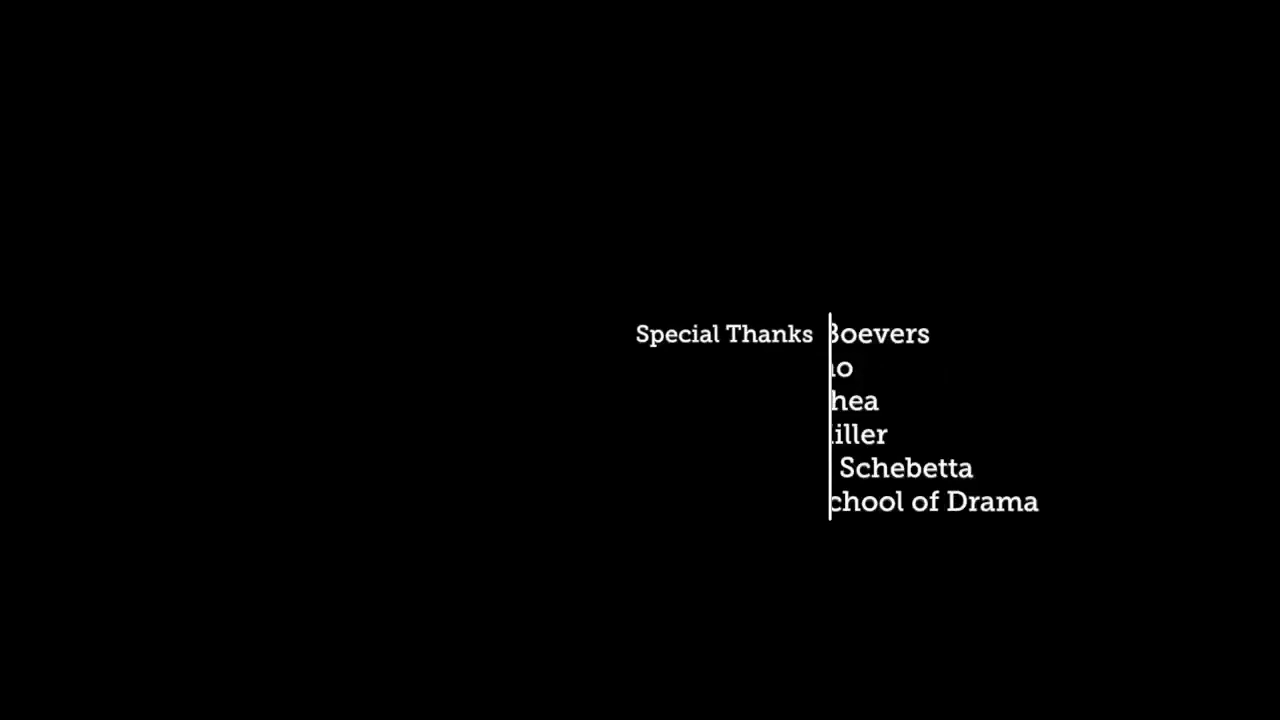 Special Thanks Boevers
hea
iller
Schebetta
chool of Drama